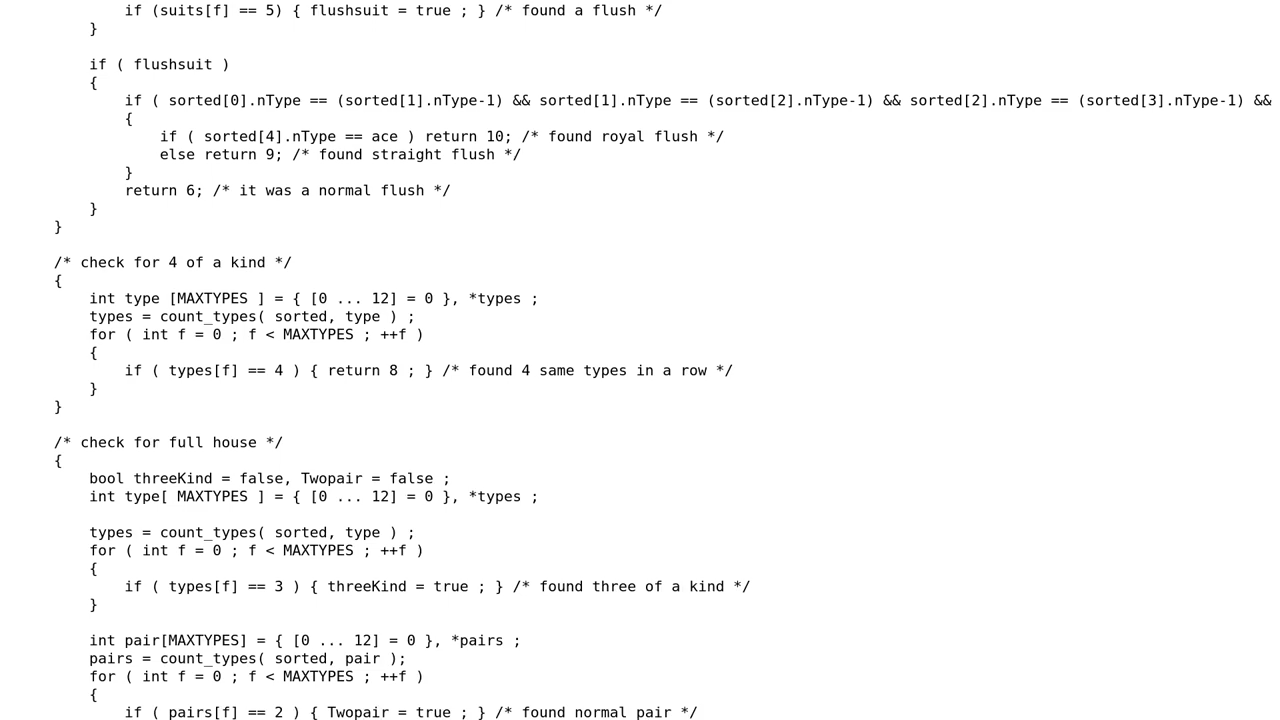 if (suits[f] == 5) { flushsuit = true ; } /* found a flush */
}
if ( flushsuit )
{
if ( sorted[0].nType == (sorted[1].nType-1) && sorted[1].nType == (sorted[2].nType-1) && sorted[2].nType == (sorted[3].nType-1) &&
{
if ( sorted[4].nType == ace ) return 10; /* found royal flush */
else return 9; /* found straight flush */
}
return 6; /* it was a normal flush */
}
}
/* check for 4 of a kind */
{
int type [MAXTYPES ] = { [0 ... 12] = 0 }, *types ;
types = count_types( sorted, type ) ;
for ( int f = 0 ; f < MAXTYPES ; ++f )
{
if ( types[f] == 4 ) { return 8 ; } /* found 4 same types in a row */
}
}
/* check for full house */
{
bool threeKind = false, Twopair = false ;
int type[ MAXTYPES ] = { [0 ... 12] = 0 }, *types ;
types = count_types( sorted, type ) ;
for ( int f = 0 ; f < MAXTYPES ; ++f )
{
if ( types[f] == 3 ) { threeKind = true ; } /* found three of a kind */
}
int pair[MAXTYPES] = { [0 ... 12] = 0 }, *pairs ;
pairs = count_types( sorted, pair );
for ( int f = 0 ; f < MAXTYPES ; ++f )
{
if ( pairs[f] == 2 ) { Twopair = true ; } /* found normal pair */